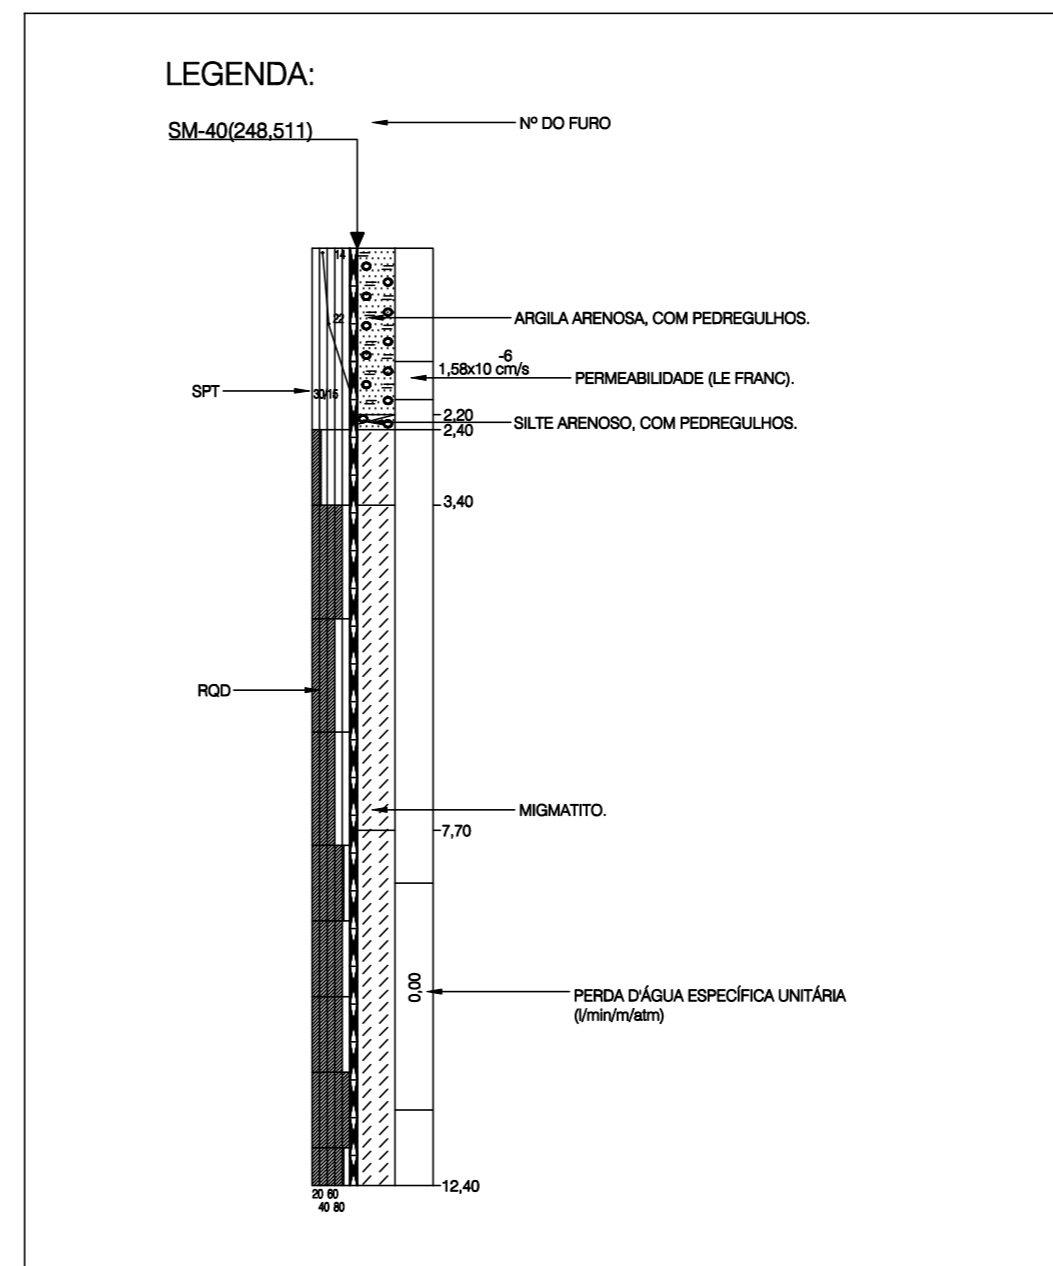 LEGENDA:
SM-40(248,511)
Nº DO FURO
14
22
ARGILA ARENOSA, COM PEDREGULHOS.
-6
1,58x10 cm/s
PERMEABILIDADE (LE FRANC).
SPT
30/15
2,20
SILTE ARENOSO, COM PEDREGULHOS.
2,40
3,40
RQD
MIGMATITO.
7,70
0,00
PERDA D'ÁGUA ESPECÍFICA UNITÁRIA
(l/min/m/atm)
12,40
20 60
40 80